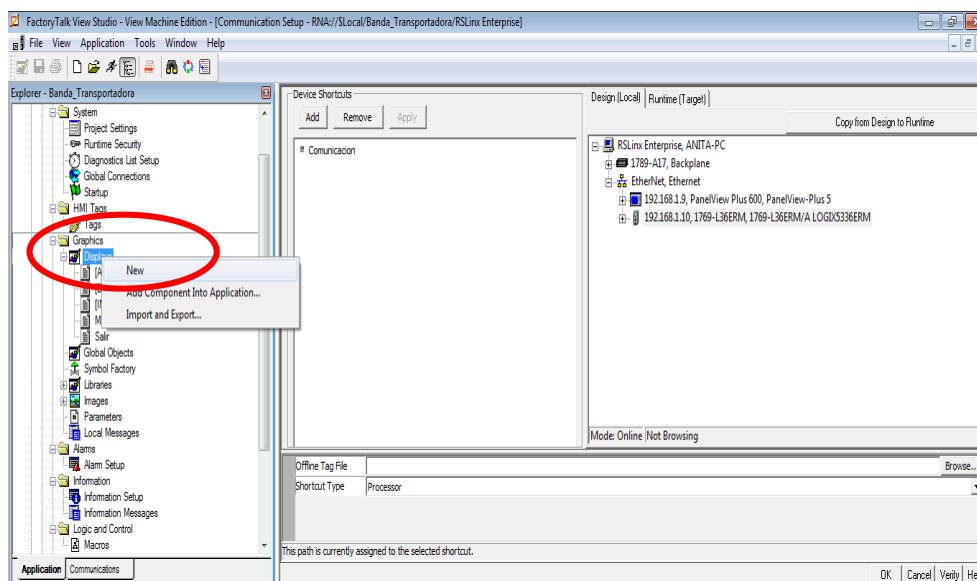 FactoryTalk View Studio - View Machine Edition - [Communication Setup - RNA://$Local/Banda_Transportadora/RSLinx Enterprise]
File View Application Tools Window Help
Explorer - Banda_Transportadora
System
Project Settings
Runtime Security
Diagnostics List Setup
Global Connections
Startup
HMI Tags
Tags
Graphics
Displays
[A
New
Add Component Into Application...
Import and Export...
Salir
Global Objects
Symbol Factory
Libraries
Images
Parameters
Local Messages
Alarms
Alarm Setup
Information
Information Setup
Information Messages
Logic and Control
Macros
Application Communications
Device Shortcuts
Add Remove Apply
Comunicacion
Design (Local) Runtime (Target)
Copy from Design to Runtime
RSLinx Enterprise, ANITA-PC
1789-A17, Backplane
EtherNet, Ethernet
192.168.1.9, PanelView Plus 600, PanelView-Plus 5
192.168.1.10, 1769-L36ERM, 1769-L36ERM/A LOGIX5336ERM
Mode: Online Not Browsing
Offline Tag File
Browse...
Shortcut Type Processor
This path is currently assigned to the selected shortcut.
OK Cancel Verify He